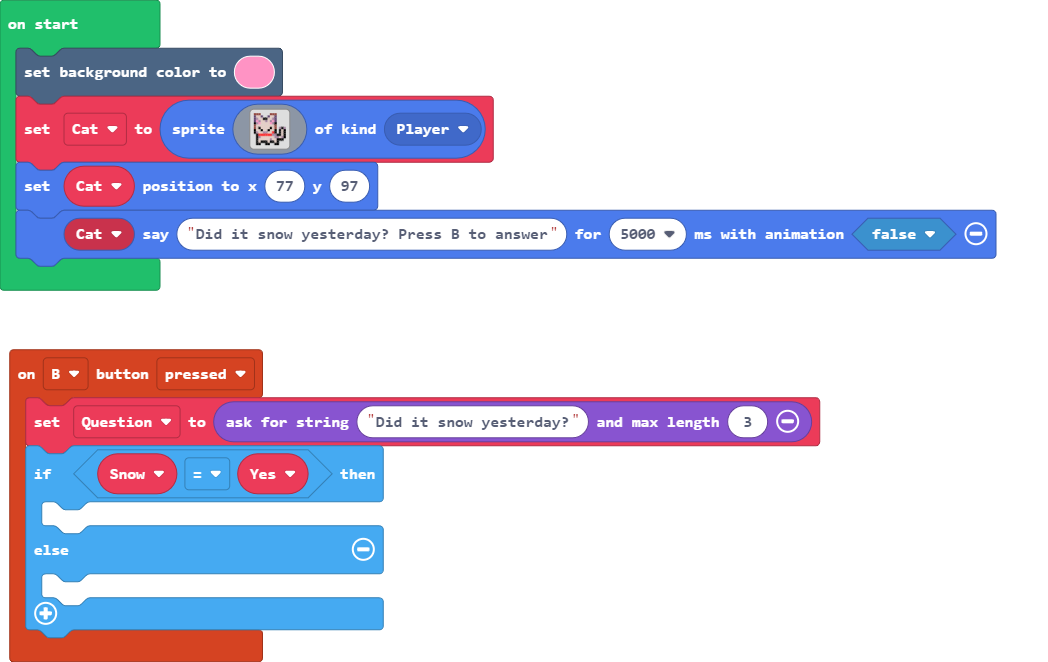 on start
set background color to
set Cat to sprite of kind Player
set Cat position to x 77 y 97
Cat say "Did it snow yesterday? Press B to answer" for 5000 ms with animation false
on B button pressed
set Question to ask for string "Did it snow yesterday?" and max length 3
if Snow = Yes then
else